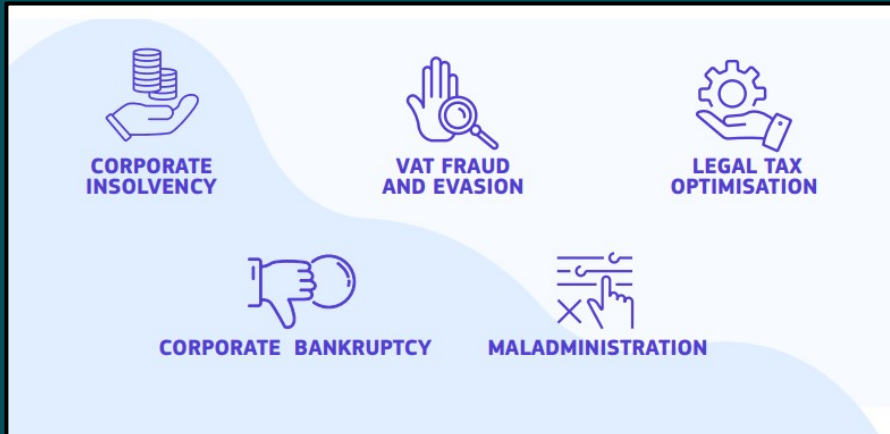 CORPORATE
INSOLVENCY
VAT FRAUD
AND EVASION
LEGAL TAX
OPTIMISATION
CORPORATE BANKRUPTCY
MALADMINISTRATION